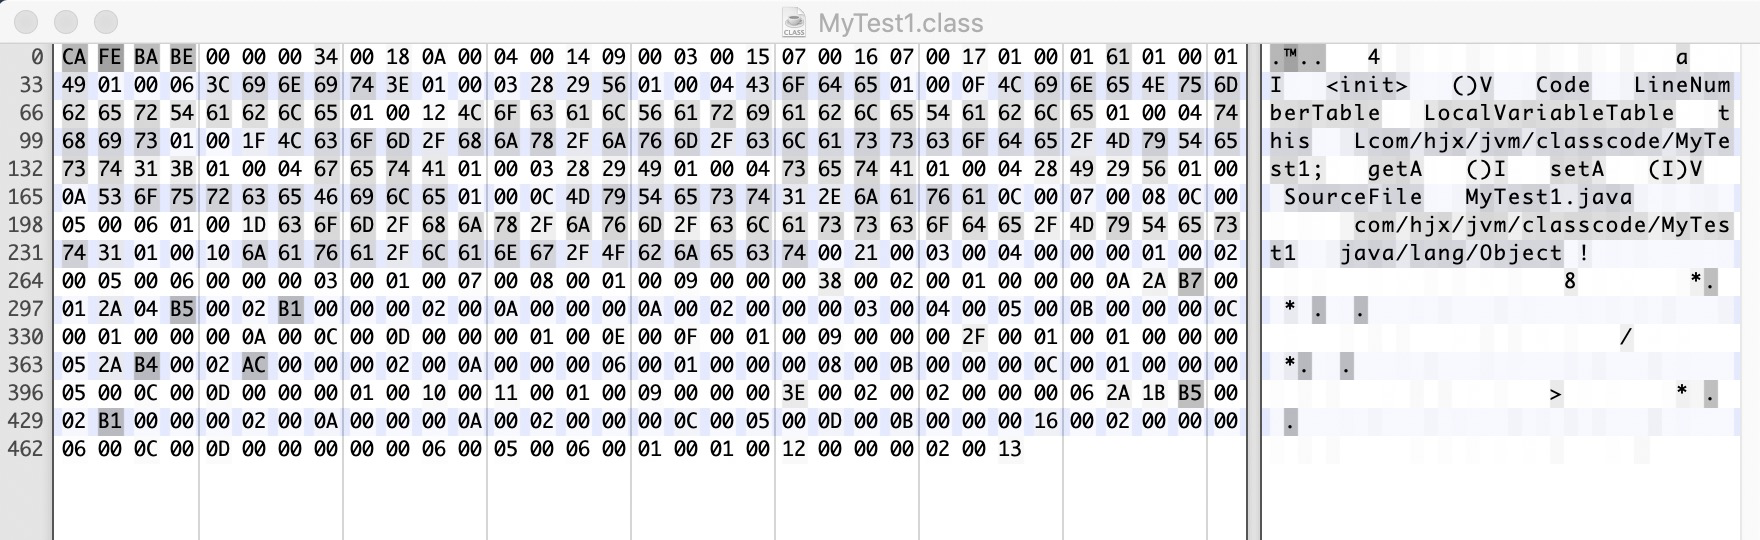 MyTest1.class
0 CA FE BA BE 00 00 00 34 00 18 0A 00 04 00 14 09 00 03 00 15 07 00 16 07 00 17 01 00 01 61 01 00 01 .™.. 4 a
33 49 01 00 06 3C 69 6E 69 74 3E 01 00 03 28 29 56 01 00 04 43 6F 64 65 01 00 0F 4C 69 6E 65 4E 75 6D I <init> ()V Code LineNum
66 62 65 72 54 61 62 6C 65 01 00 12 4C 6F 63 61 6C 56 61 72 69 61 62 6C 65 54 61 62 6C 65 01 00 04 74 berTable LocalVariableTable t
99 68 69 73 01 00 1F 4C 63 6F 6D 2F 68 6A 78 2F 6A 76 6D 2F 63 6C 61 73 73 63 6F 64 65 2F 4D 79 54 65 his Lcom/hjx/jvm/classcode/MyTe
132 73 74 31 3B 01 00 04 67 65 74 41 01 00 03 28 29 49 01 00 04 73 65 74 41 01 00 04 28 49 29 56 01 00 st1; getA ()I setA (I)V
165 0A 53 6F 75 72 63 65 46 69 6C 65 01 00 0C 4D 79 54 65 73 74 31 2E 6A 61 76 61 0C 00 07 00 08 0C 00 SourceFile MyTest1.java
198 05 00 06 01 00 1D 63 6F 6D 2F 68 6A 78 2F 6A 76 6D 2F 63 6C 61 73 73 63 6F 64 65 2F 4D 79 54 65 73 com/hjx/jvm/classcode/MyTes
231 74 31 01 00 10 6A 61 76 61 2F 6C 61 6E 67 2F 4F 62 6A 65 63 74 00 21 00 03 00 04 00 00 00 01 00 02 t1 java/lang/Object !
264 00 05 00 06 00 00 00 03 00 01 00 07 00 08 00 01 00 09 00 00 00 38 00 02 00 01 00 00 00 0A 2A B7 00 8 *.
297 01 2A 04 B5 00 02 B1 00 00 00 02 00 0A 00 00 00 0A 00 02 00 00 00 03 00 04 00 05 00 0B 00 00 00 0C * . .
330 00 01 00 00 00 0A 00 0C 00 0D 00 00 00 01 00 0E 00 0F 00 01 00 09 00 00 00 2F 00 01 00 01 00 00 00 /
363 05 2A B4 00 02 AC 00 00 00 02 00 0A 00 00 00 06 00 01 00 00 00 08 00 0B 00 00 00 0C 00 01 00 00 00 *. .
396 05 00 0C 00 0D 00 00 00 01 00 10 00 11 00 01 00 09 00 00 00 3E 00 02 00 02 00 00 00 06 2A 1B B5 00 > * .
429 02 B1 00 00 00 02 00 0A 00 00 00 0A 00 02 00 00 00 0C 00 05 00 0D 00 0B 00 00 00 16 00 02 00 00 00 .
462 06 00 0C 00 0D 00 00 00 00 00 06 00 05 00 06 00 01 00 01 00 12 00 00 00 02 00 13